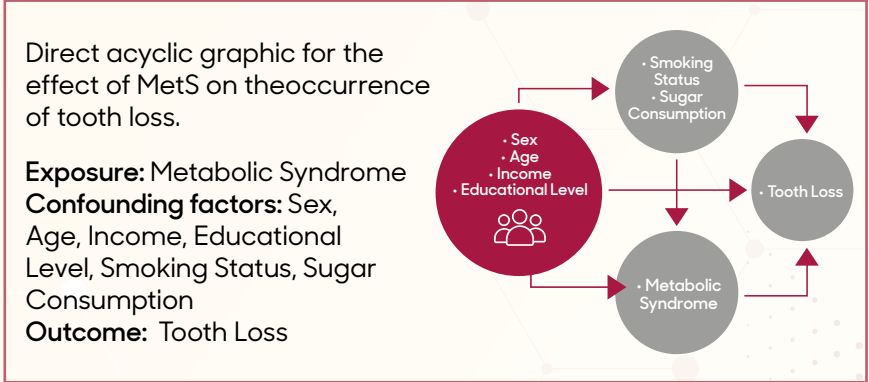 Direct acyclic graphic for the
effect of MetS on theoccurrence
of tooth loss.
Exposure: Metabolic Syndrome
Confounding factors: Sex,
Age, Income, Educational
Level, Smoking Status, Sugar
Consumption
Outcome: Tooth Loss
• Sex
• Age
• Income
• Educational Level
• Smoking
Status
• Sugar
Consumption
• Tooth Loss
• Metabolic
Syndrome